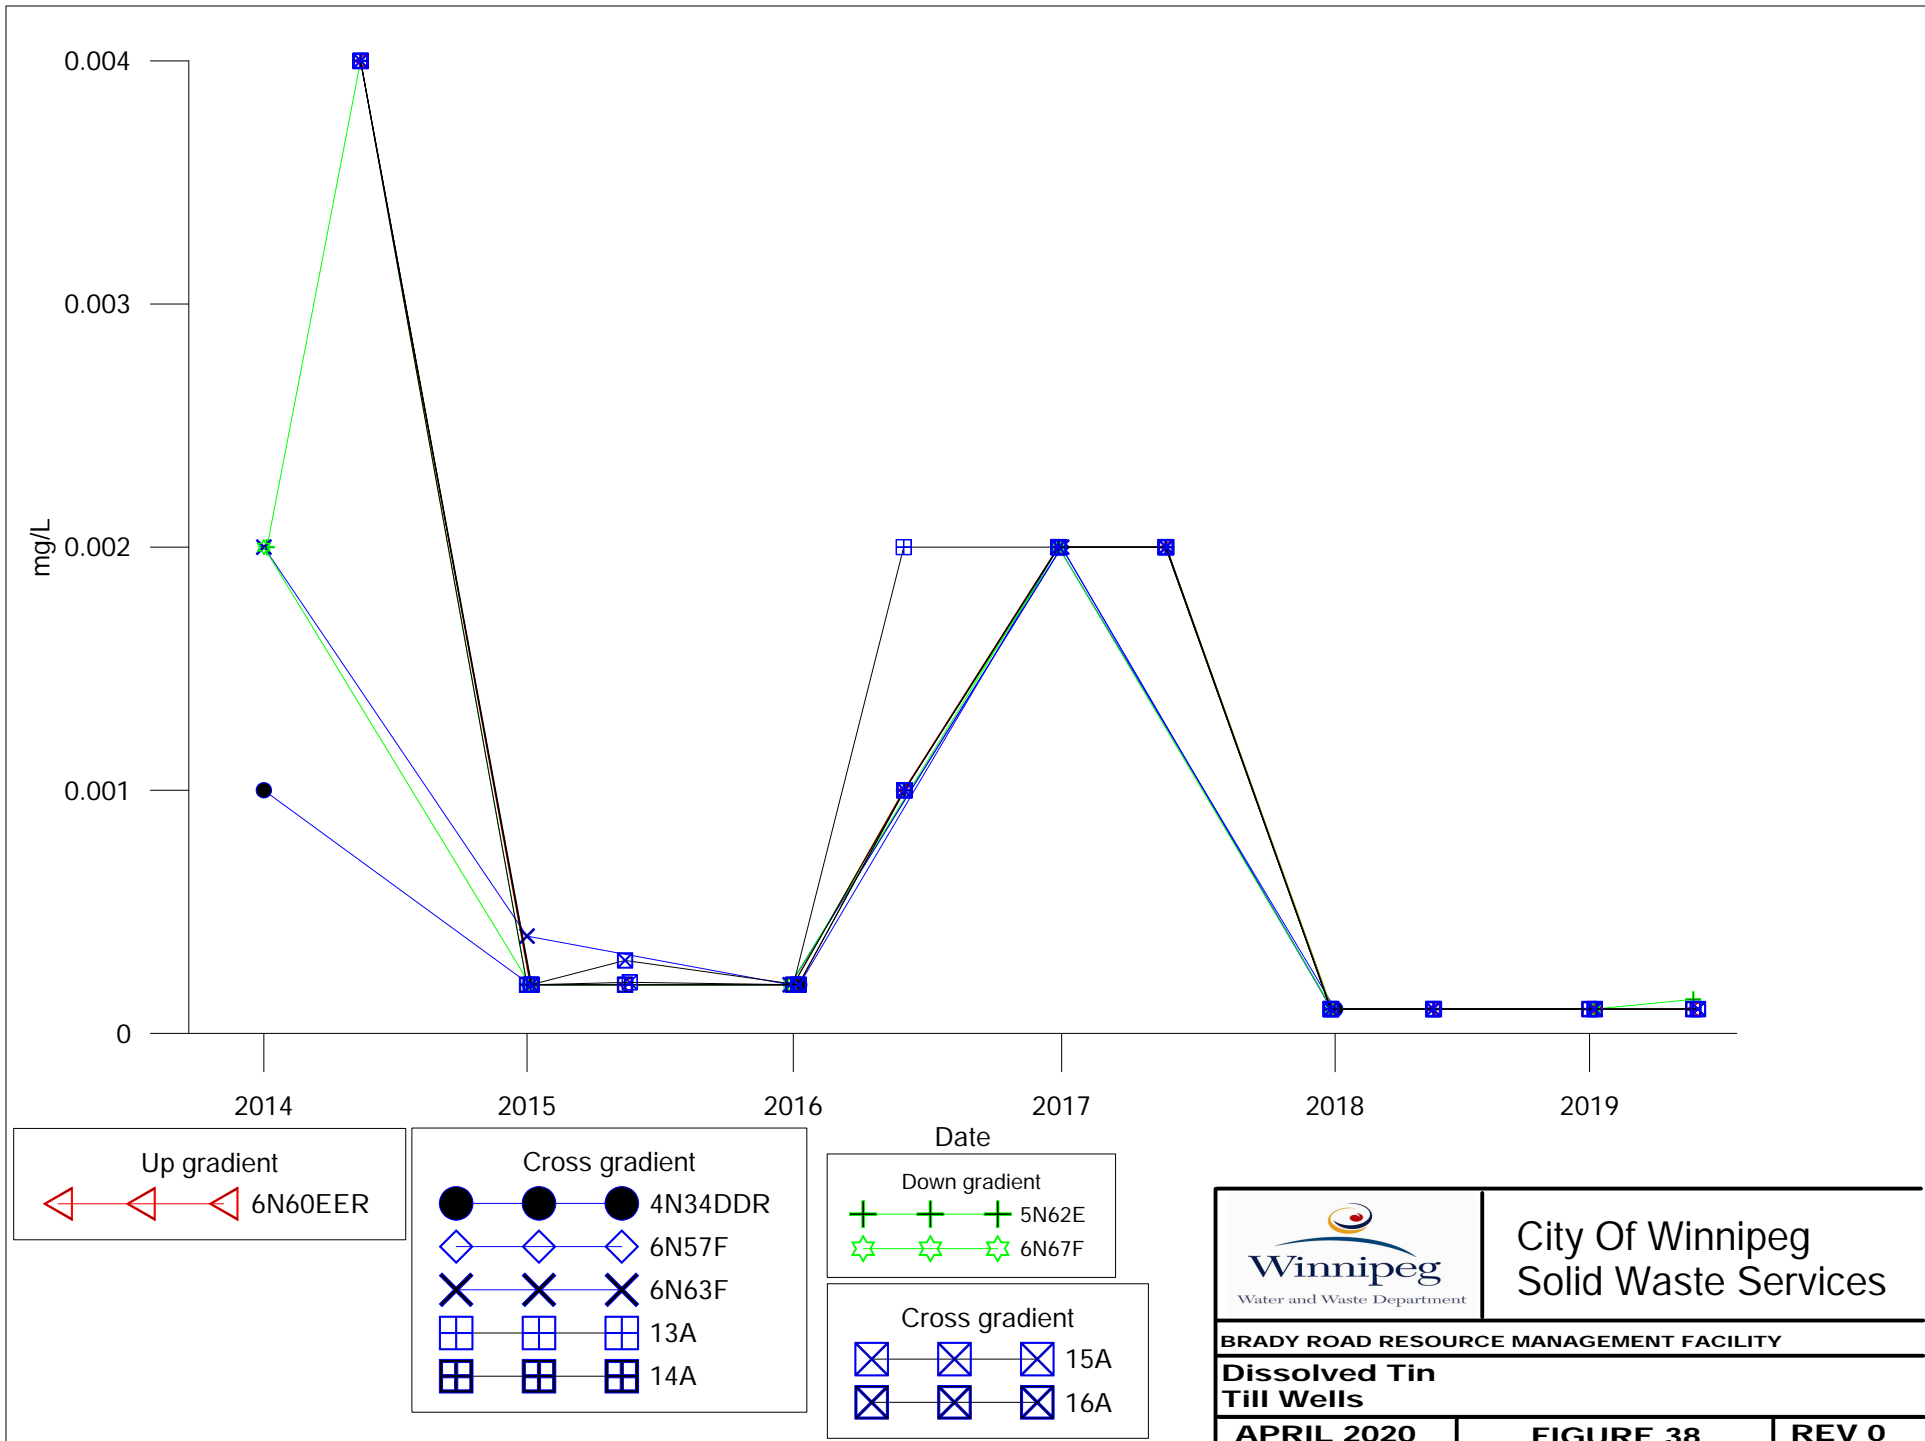 0.004
0.003
0.002
0.001
0
mg/L
2014 2015 2016 2017 2018 2019
Date
Up gradient
6N60EER
Cross gradient
4N34DDR
6N57F
6N63F
13A
14A
Down gradient
5N62E
6N67F
Cross gradient
15A
16A
Winnipeg
Water and Waste Department
City Of Winnipeg
Solid Waste Services
BRADY ROAD RESOURCE MANAGEMENT FACILITY
Dissolved Tin
Till Wells
APRIL 2020 FIGURE 38 REV 0